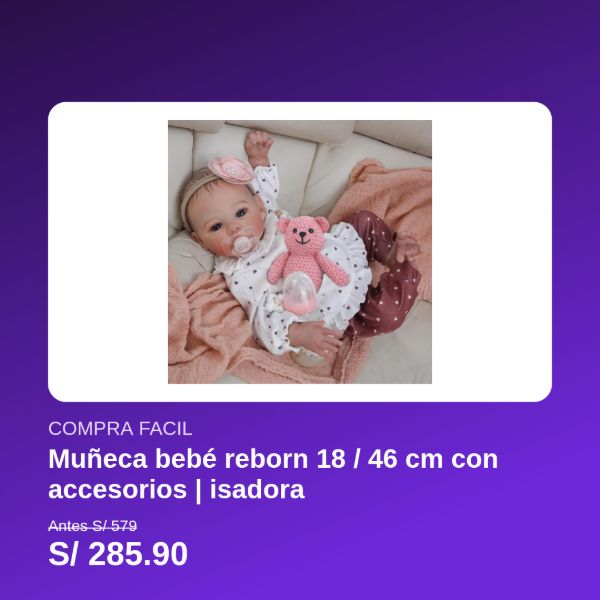 COMPRA FACIL
Muñeca bebé reborn 18 / 46 cm con
accesorios | isadora
Antes S/ 579
S/ 285.90